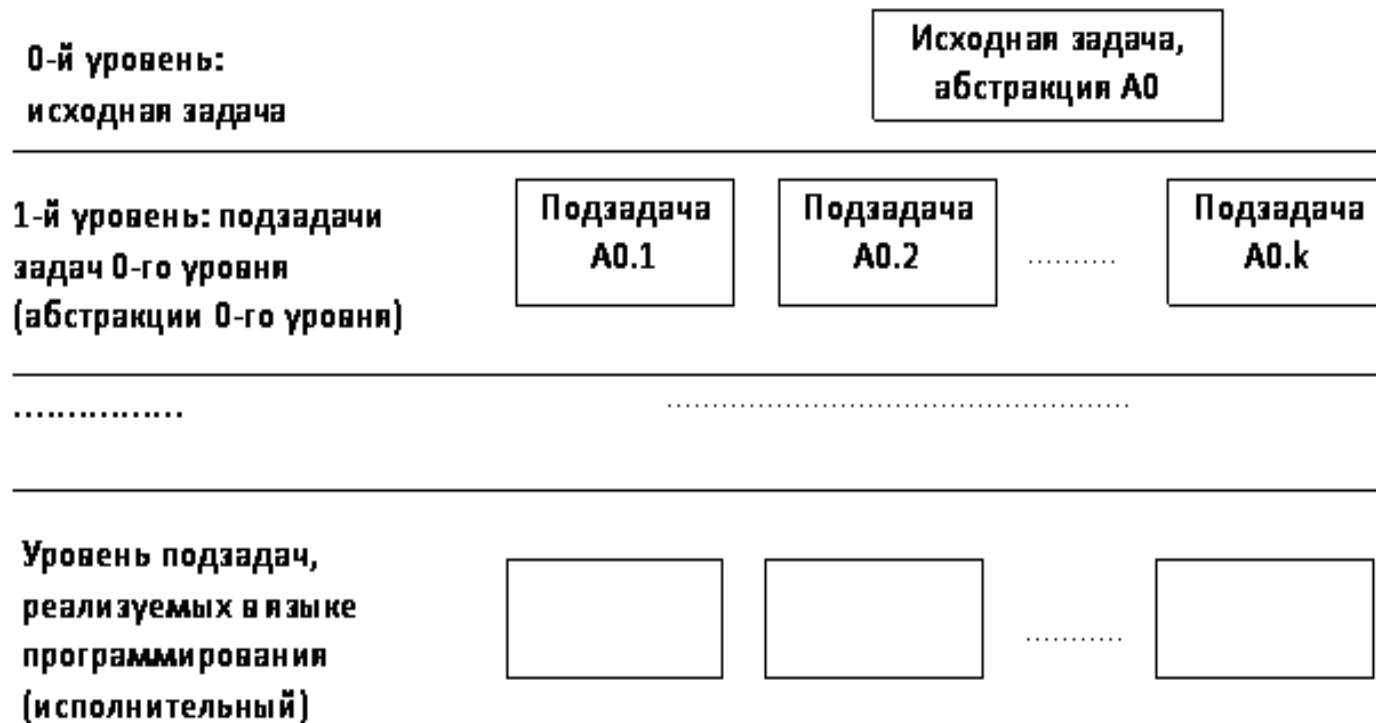 0-й уровень:
исходная задача
Исходная задача,
абстракция А0
1-й уровень: подзадачи
задач 0-го уровня
(абстракции 0-го уровня)
Подзадача
А0.1
Подзадача
А0.2
..........
Подзадача
А0.k
................
....................................................
Уровень подзадач,
реализуемых в языке
программирования
(исполнительный)
...........